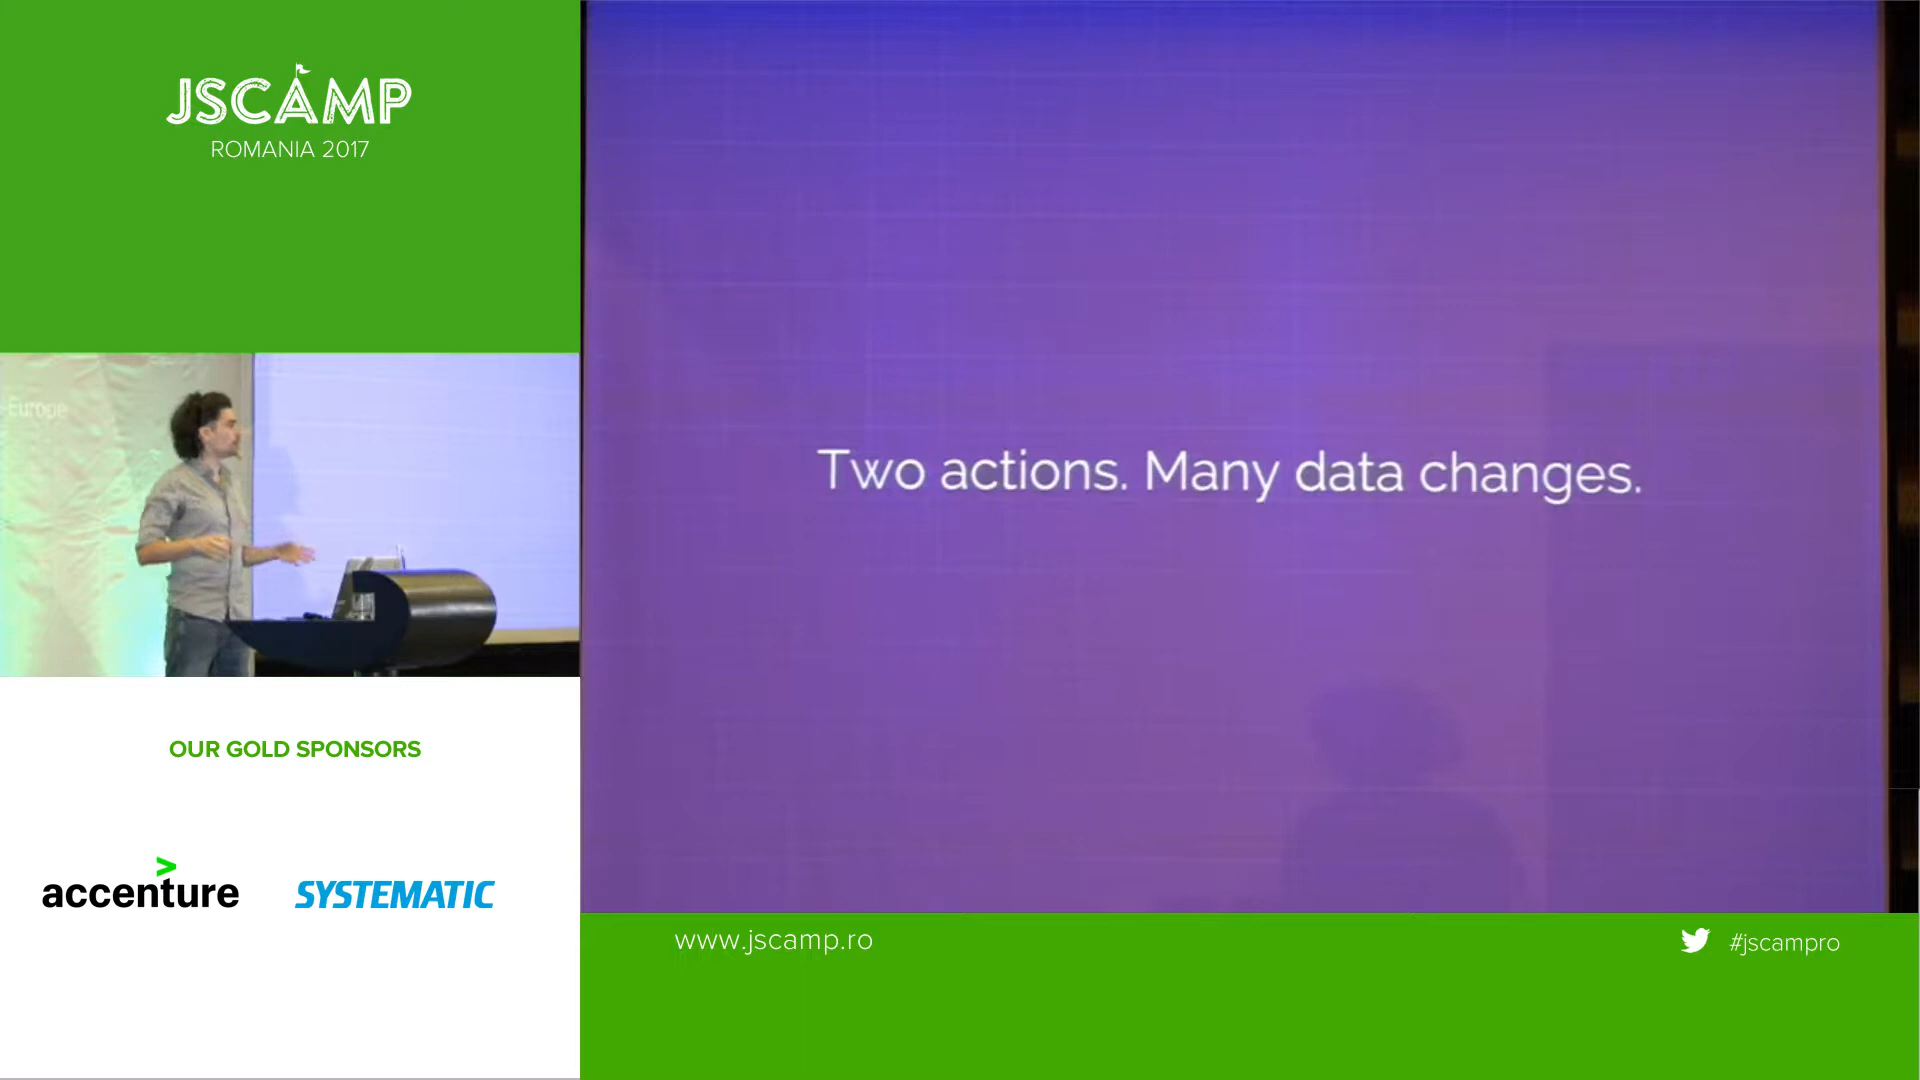 JSCAMP
ROMANIA 2017
Europe
Two actions. Many data changes.
OUR GOLD SPONSORS
accenture
SYSTEMATIC
www.jscamp.ro
#jscampro